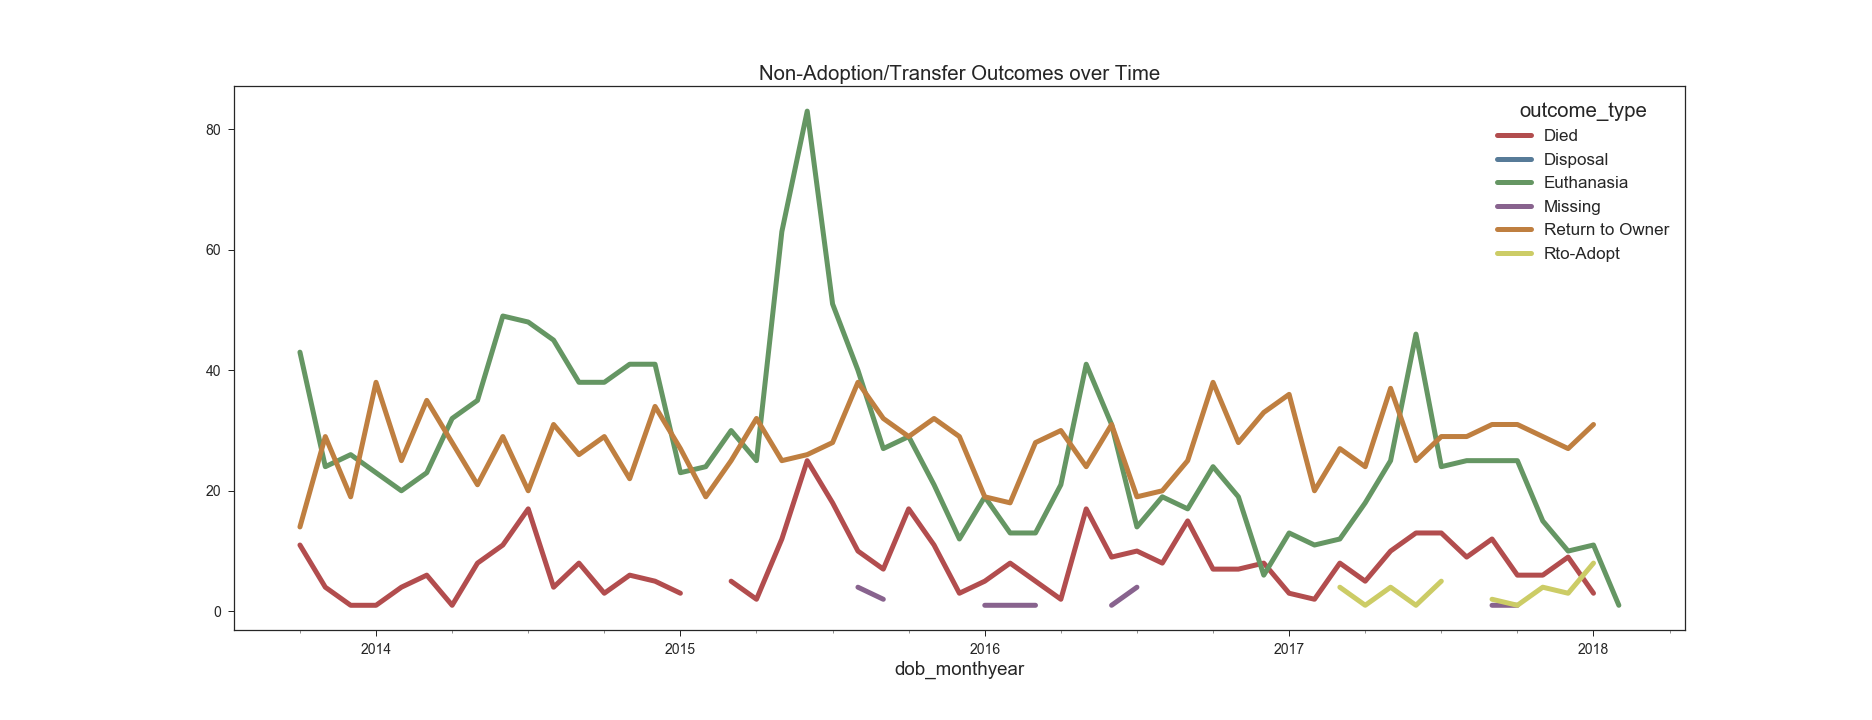 Non-Adoption/Transfer Outcomes over Time
outcome_type
Died
Disposal
Euthanasia
Missing
Return to Owner
Rto-Adopt
80
60
40
20
0
2014
2015
2016
2017
2018
dob_monthyear